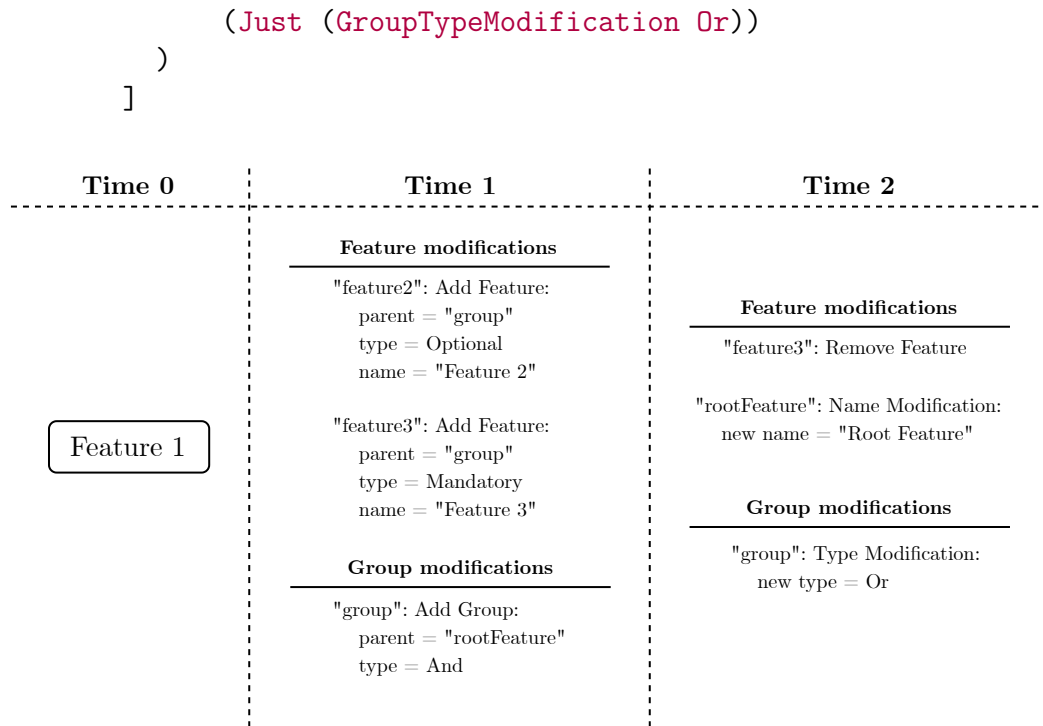 (Just (GroupTypeModification Or))
)
]
Time 0
Time 1
Time 2
Feature 1
Feature modifications
"feature2": Add Feature:
parent = "group"
type = Optional
name = "Feature 2"
"feature3": Add Feature:
parent = "group"
type = Mandatory
name = "Feature 3"
Group modifications
"group": Add Group:
parent = "rootFeature"
type = And
Feature modifications
"feature3": Remove Feature
"rootFeature": Name Modification:
new name = "Root Feature"
Group modifications
"group": Type Modification:
new type = Or